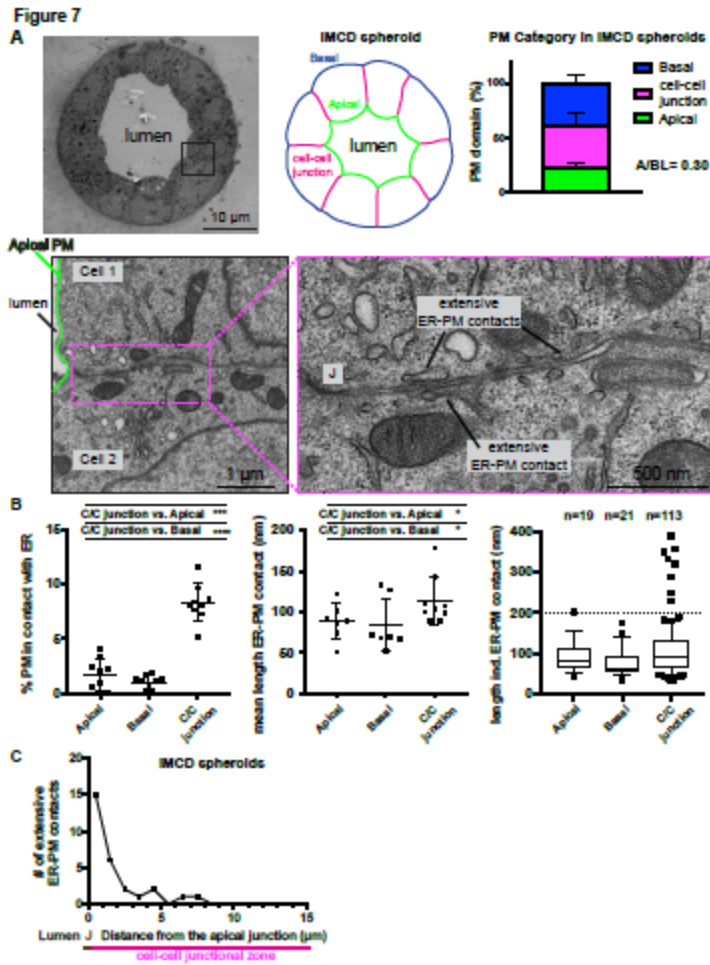 Figure 7
A
IMCD spheroid
PM Category in IMCD spheroids
lumen
10 µm
Basal
Apical
lumen
cell-cell
junction
PM domain (%)
100
50
0
Basal
cell-cell
junction
Apical
A/BL= 0.30
Apical PM
lumen
Cell 1
Cell 2
1 µm
extensive
ER-PM contacts
J
extensive
ER-PM contact
500 nm
B
C/C junction vs. Apical ***
C/C junction vs. Basal ****
% PM in contact with ER
15
10
5
0
Apical
Basal
C/C
junction
C/C junction vs. Apical *
C/C junction vs. Basal *
mean length ER-PM contact (nm)
200
150
100
50
0
Apical
Basal
C/C
junction
n=19 n=21 n=113
length ind. ER-PM contact (nm)
400
300
200
100
0
Apical
Basal
C/C
junction
C
IMCD spheroids
# of extensive
ER-PM contacts
20
15
10
5
0
0 5 10 15
Lumen J Distance from the apical junction (µm)
cell-cell junctional zone